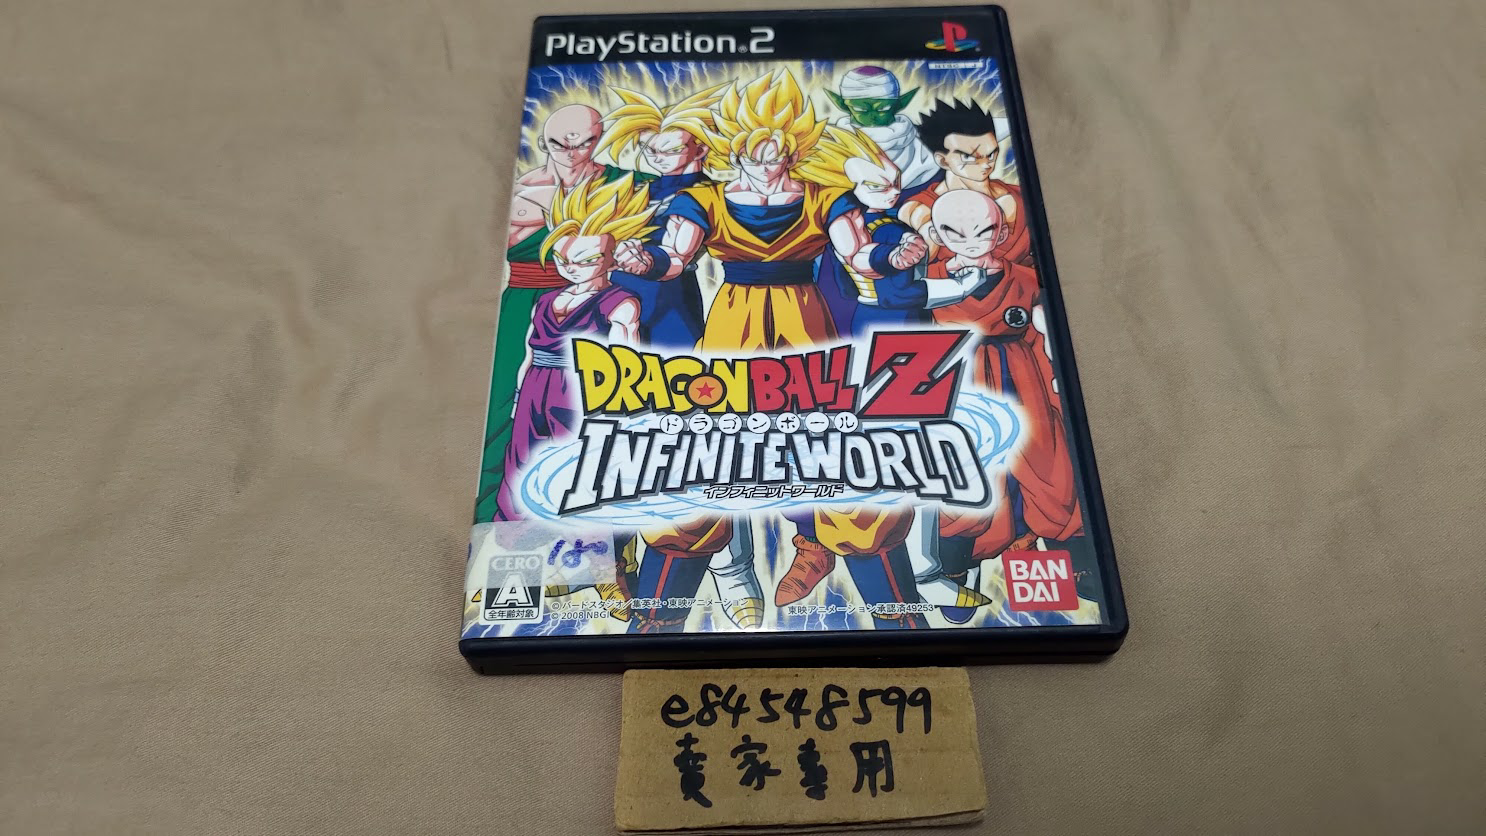 PlayStation®2
NTSC J
DRAGON BALL Z
ドラゴンボール
INFINITE WORLD
インフィニットワールド
CERO
A
全年齢対象
© バードスタジオ／集英社・東映アニメーション
© 2008 NBGI
東映アニメーション承認済49253
BAN
DAI
e84548599
賣家專用